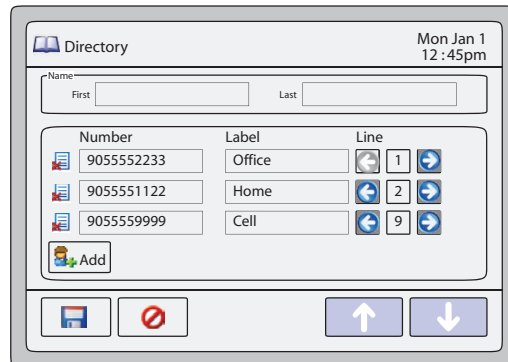 Directory
Mon Jan 1
12:45pm
Name
First
Last
Number Label Line
9055552233 Office 1
9055551122 Home 2
9055559999 Cell 9
Add